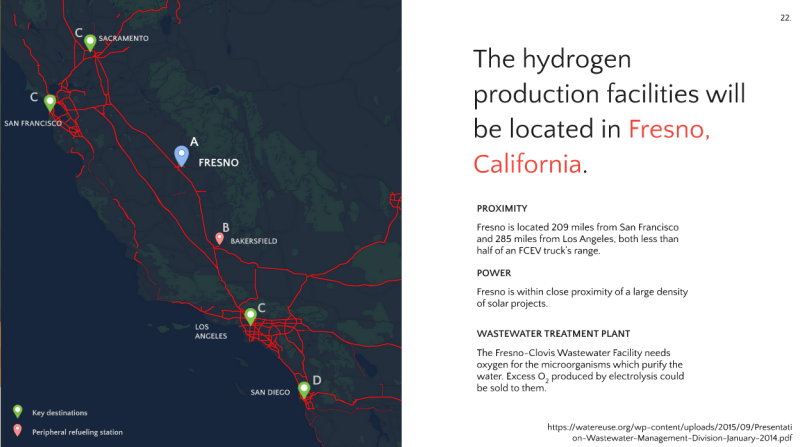 C
SACRAMENTO
C
SAN FRANCISCO
A
FRESNO
B
BAKERSFIELD
C
LOS
ANGELES
D
SAN DIEGO
Key destinations
Peripheral refueling station
22.
The hydrogen
production facilities will
be located in Fresno,
California.
PROXIMITY
Fresno is located 209 miles from San Francisco
and 285 miles from Los Angeles, both less than
half of an FCEV truck's range.
POWER
Fresno is within close proximity of a large density
of solar projects.
WASTEWATER TREATMENT PLANT
The Fresno-Clovis Wastewater Facility needs
oxygen for the microorganisms which purify the
water. Excess O₂ produced by electrolysis could
be sold to them.
https://watereuse.org/wp-content/uploads/2015/09/Presentati
on-Wastewater-Management-Division-January-2014.pdf